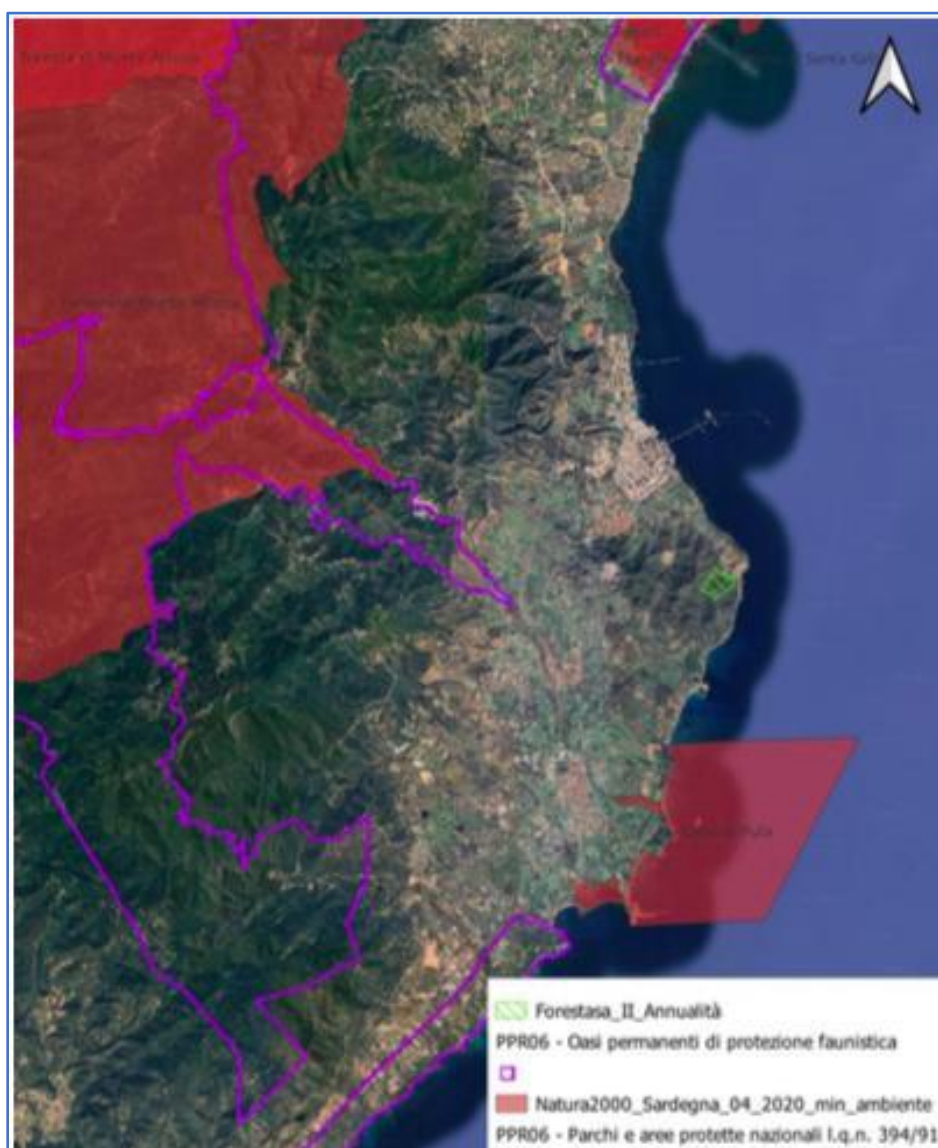 Forestasa_II_Annualità
PPR06 - Oasi permanenti di protezione faunistica
Natura2000_Sardegna_04_2020_min_ambiente
PPR06 - Parchi e aree protette nazionali l.q.n. 394/91